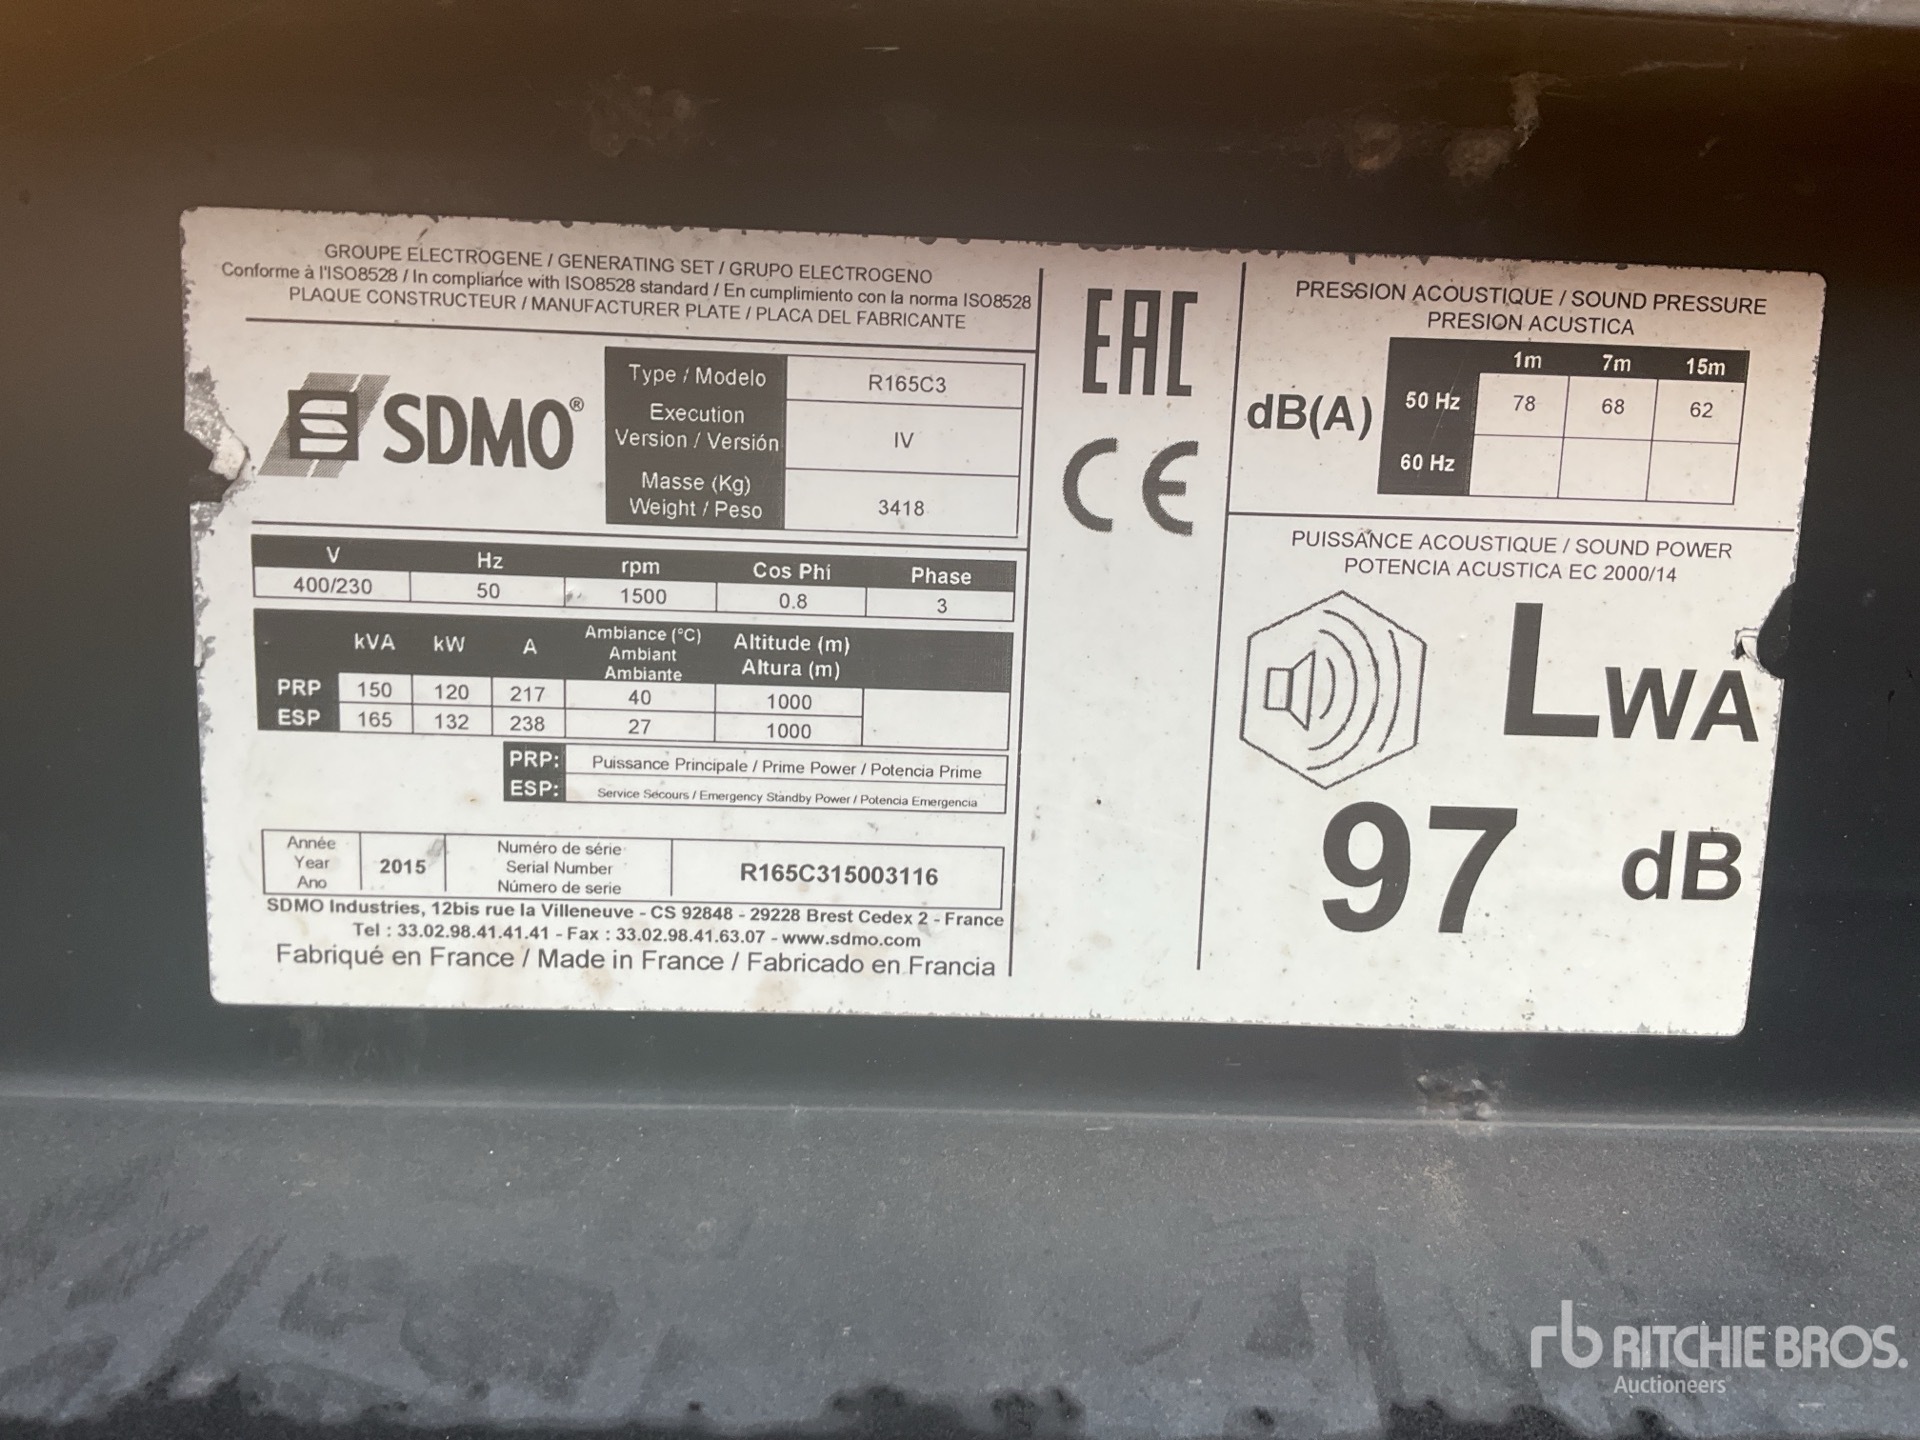 GROUPE ELECTROGENE / GENERATING SET / GRUPO ELECTROGENO
Conforme à l'ISO8528 / In compliance with ISO8528 standard / En cumplimiento con la norma ISO8528
PLAQUE CONSTRUCTEUR / MANUFACTURER PLATE / PLACA DEL FABRICANTE
SDMO®
Type / Modelo R165C3
Execution
Version / Versión IV
Masse (Kg)
Weight / Peso 3418
V Hz rpm Cos Phi Phase
400/230 50 1500 0.8 3
kVA kW A Ambiance (°C) Altitude (m)
Ambiant Altura (m)
Ambiante
PRP 150 120 217 40 1000
ESP 165 132 238 27 1000
PRP: Puissance Principale / Prime Power / Potencia Prime
ESP: Service Secours / Emergency Standby Power / Potencia Emergencia
Année
Year
Ano
2015
Numéro de série
Serial Number
Número de serie
R165C315003116
SDMO Industries, 12bis rue la Villeneuve - CS 92848 - 29228 Brest Cedex 2 - France
Tel : 33.02.98.41.41.41 - Fax : 33.02.98.41.63.07 - www.sdmo.com
Fabriqué en France / Made in France / Fabricado en Francia
EAC
CE
PRESSION ACOUSTIQUE / SOUND PRESSURE
PRESION ACUSTICA
1m 7m 15m
dB(A) 50 Hz 78 68 62
60 Hz
PUISSANCE ACOUSTIQUE / SOUND POWER
POTENCIA ACUSTICA EC 2000/14
LWA
97 dB
rb RITCHIE BROS.
Auctioneers